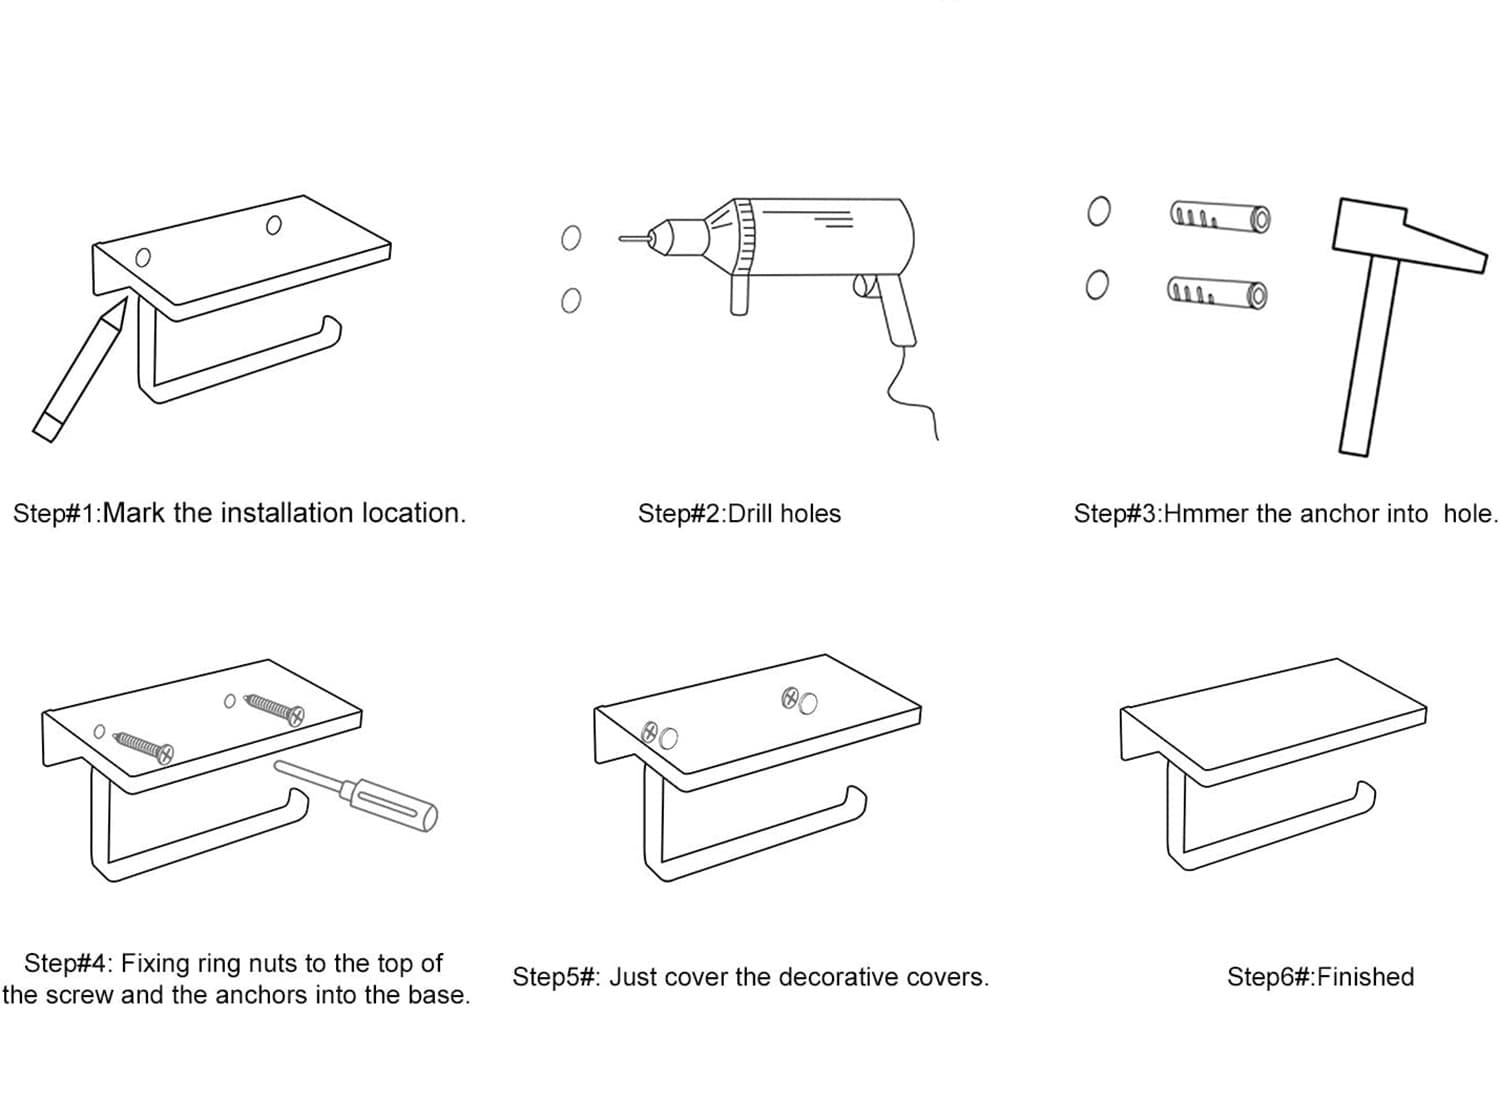 Step#1:Mark the installation location.
Step#2:Drill holes
Step#3:Hmmer the anchor into hole.
Step#4: Fixing ring nuts to the top of
the screw and the anchors into the base.
Step5#: Just cover the decorative covers.
Step6#:Finished